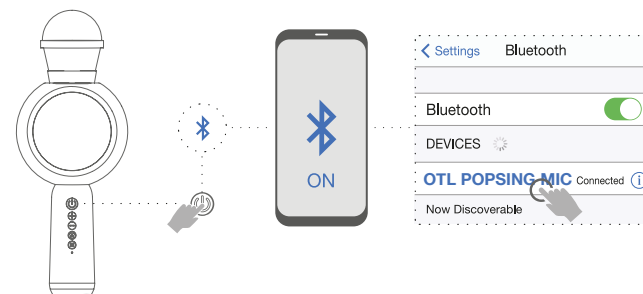 ON
Settings Bluetooth
Bluetooth
DEVICES
OTL POPSING MIC Connected i
Now Discoverable